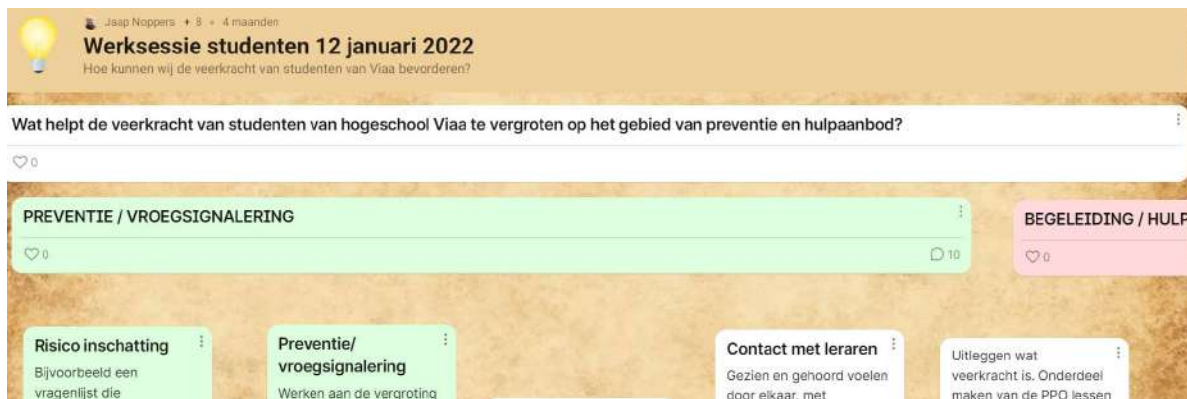 Jaap Noppers + 8 • 4 maanden
Werksessie studenten 12 januari 2022
Hoe kunnen wij de veerkracht van studenten van Viaa bevorderen?
Wat helpt de veerkracht van studenten van hogeschool Viaa te vergroten op het gebied van preventie en hulpaanbod?
0
PREVENTIE / VROEGSIGNALERING
0
10
BEGELEIDING / HULP
0
Risico inschatting
Bijvoorbeeld een
vragenlijst die
Preventie/
vroegsignalering
Werken aan de vergroting
Contact met leraren
Gezien en gehoord voelen
door elkaar, met
Uitleggen wat
veerkracht is. Onderdeel
maken van de PPO lessen